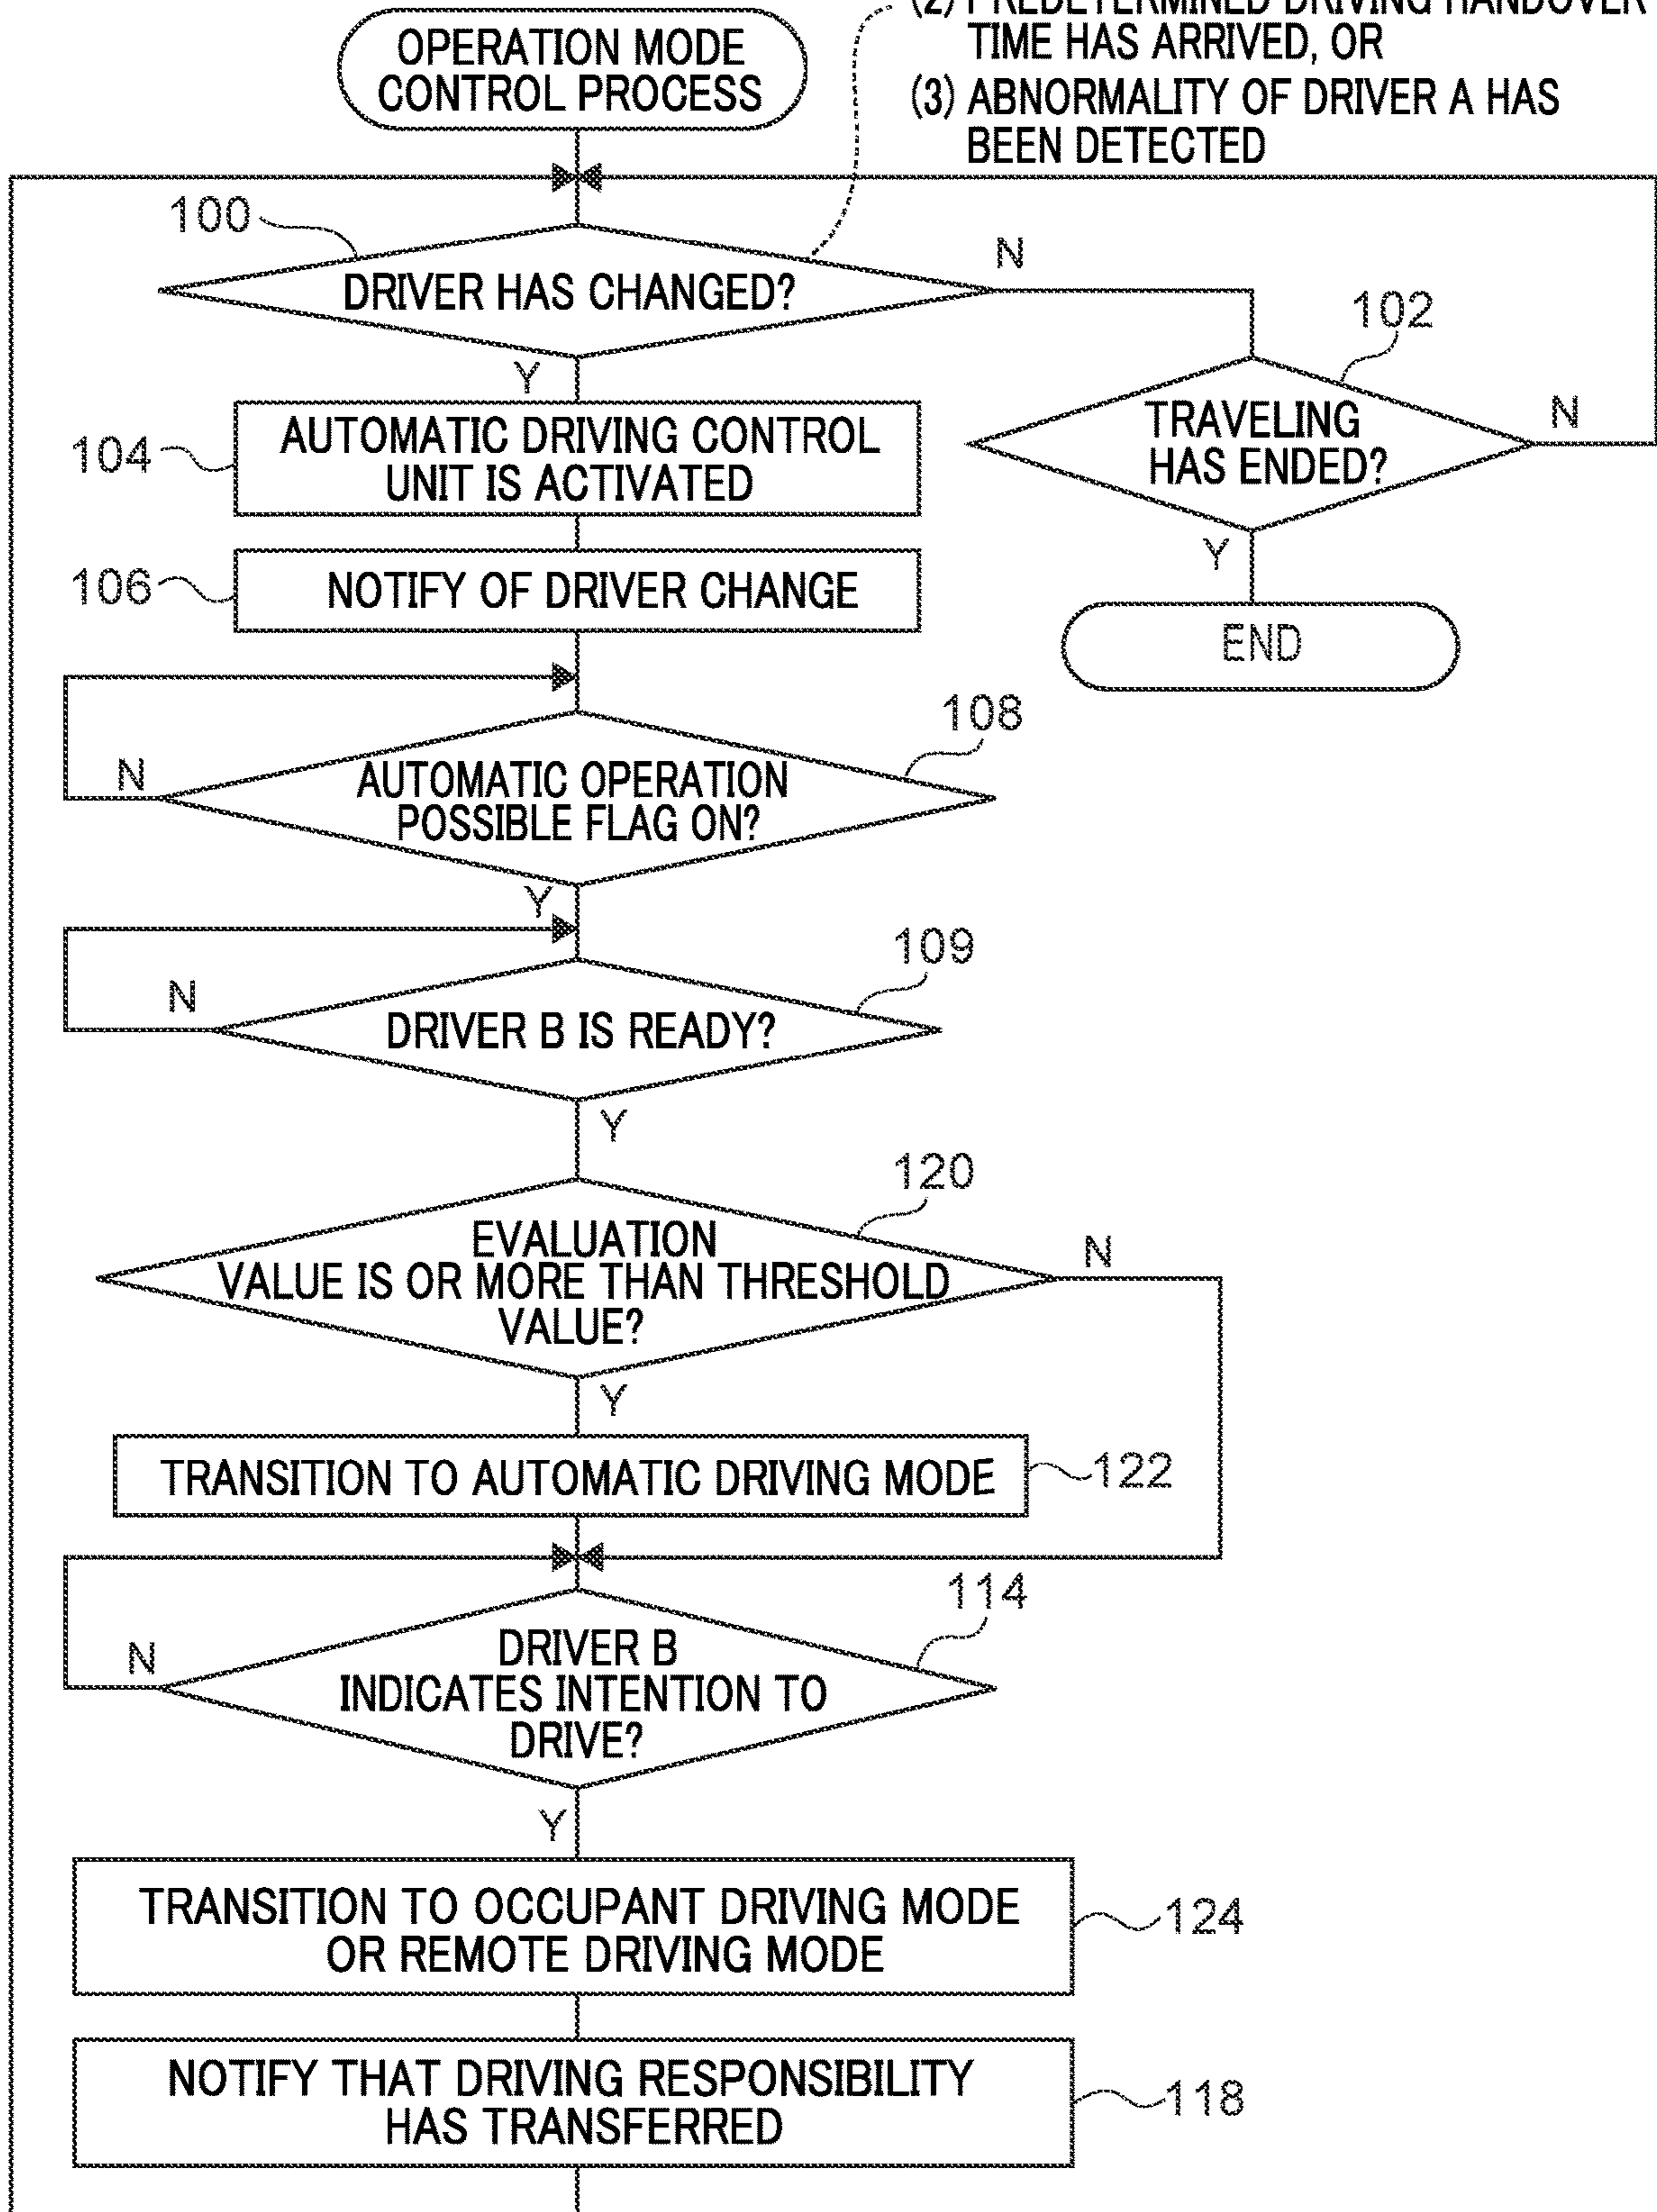 (2) PREDETERMINED DRIVING HANDOVER
TIME HAS ARRIVED, OR
(3) ABNORMALITY OF DRIVER A HAS
BEEN DETECTED
OPERATION MODE
CONTROL PROCESS
100
DRIVER HAS CHANGED?
N
Y
102
TRAVELING
HAS ENDED?
N
Y
END
104
AUTOMATIC DRIVING CONTROL
UNIT IS ACTIVATED
106
NOTIFY OF DRIVER CHANGE
108
AUTOMATIC OPERATION
POSSIBLE FLAG ON?
N
Y
109
DRIVER B IS READY?
N
Y
120
EVALUATION
VALUE IS OR MORE THAN THRESHOLD
VALUE?
N
Y
TRANSITION TO AUTOMATIC DRIVING MODE
122
114
DRIVER B
INDICATES INTENTION TO
DRIVE?
N
Y
TRANSITION TO OCCUPANT DRIVING MODE
OR REMOTE DRIVING MODE
124
NOTIFY THAT DRIVING RESPONSIBILITY
HAS TRANSFERRED
118